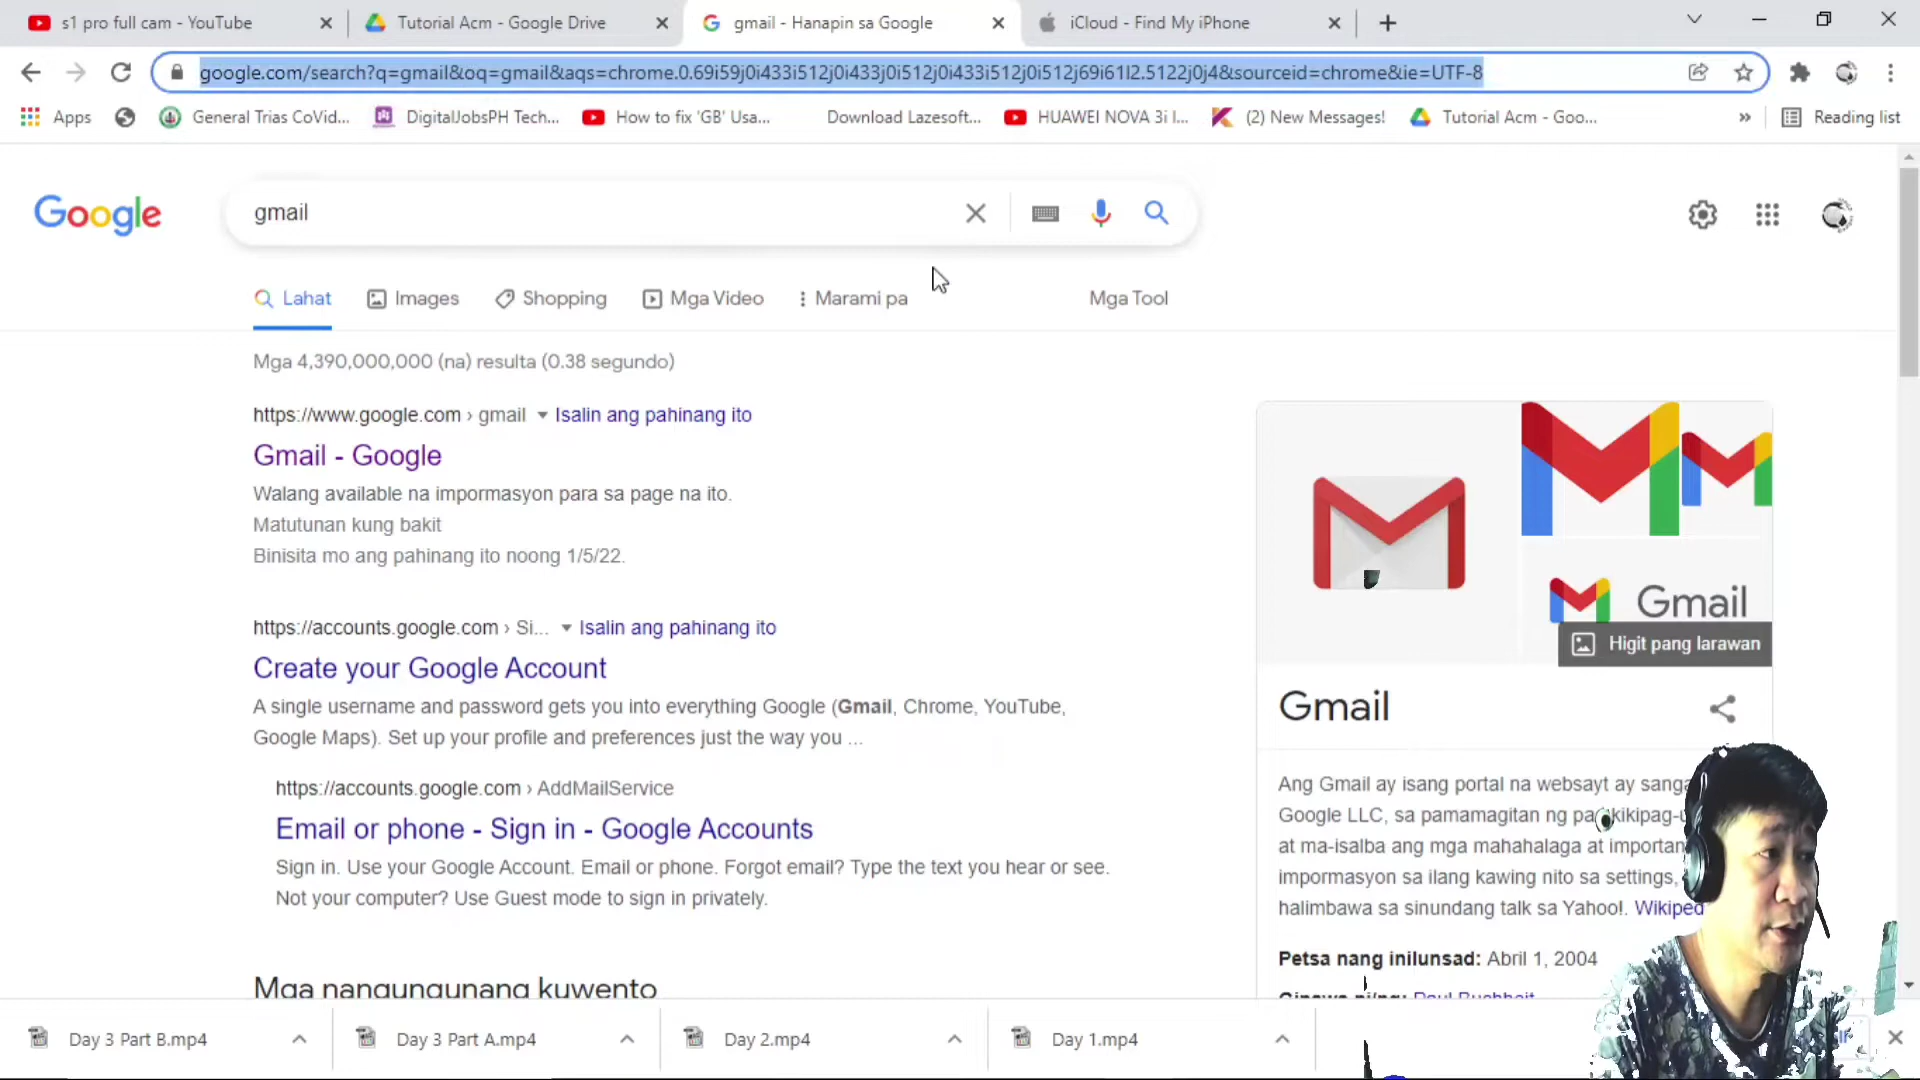 s1 pro full cam - YouTube
Tutorial Acm - Google Drive
gmail - Hanapin sa Google
iCloud - Find My iPhone
google.com/search?q=gmail&oq=gmail&aqs=chrome.0.69i59j0i433i512j0i433j0i512j0i433i512j0i512j69i61l2.5122j0j4&sourceid=chrome&ie=UTF-8
Apps
General Trias CoVid...
DigitalJobsPH Tech...
How to fix 'GB' Usa...
Download Lazesoft...
HUAWEI NOVA 3i l...
(2) New Messages!
Tutorial Acm - Goo...
»
Reading list
Google
gmail
Lahat
Images
Shopping
Mga Video
Marami pa
Mga Tool
Mga 4,390,000,000 (na) resulta (0.38 segundo)
https://www.google.com › gmail
Isalin ang pahinang ito
Gmail - Google
Walang available na impormasyon para sa page na ito.
Matutunan kung bakit
Binisita mo ang pahinang ito noong 1/5/22.
https://accounts.google.com › Si...
Isalin ang pahinang ito
Create your Google Account
A single username and password gets you into everything Google (Gmail, Chrome, YouTube,
Google Maps). Set up your profile and preferences just the way you ...
https://accounts.google.com › AddMailService
Email or phone - Sign in - Google Accounts
Sign in. Use your Google Account. Email or phone. Forgot email? Type the text you hear or see.
Not your computer? Use Guest mode to sign in privately.
Mga nangungunang kuwento
Gmail
Higit pang larawan
Gmail
Ang Gmail ay isang portal na websayt ay
Google LLC, sa pamamagitan ng
at ma-isalba ang mga mahahalaga at
impormasyon sa ilang kawing nito sa settings,
halimbawa sa sinundang talk sa Yahoo!.
Petsa nang inilunsad: Abril 1, 2004
Paul Buchheit
Day 3 Part B.mp4
Day 3 Part A.mp4
Day 2.mp4
Day 1.mp4